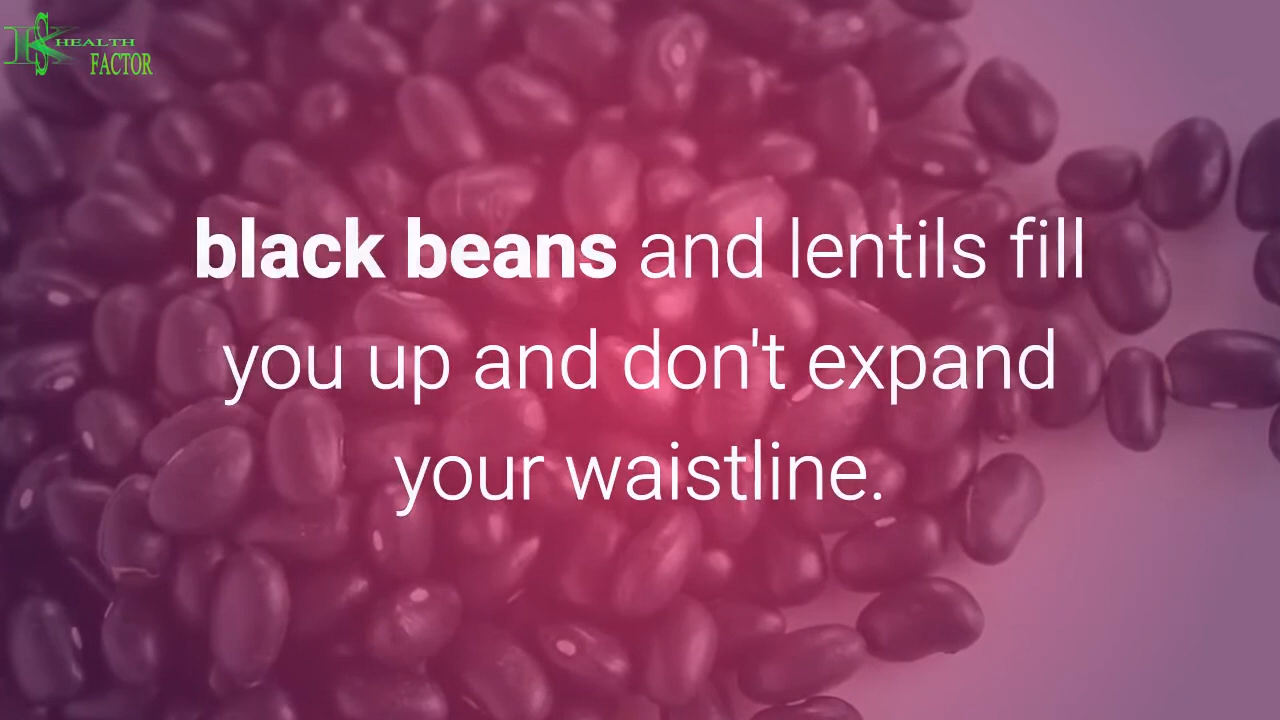 HEALTH
FACTOR
black beans and lentils fill
you up and don't expand
your waistline.